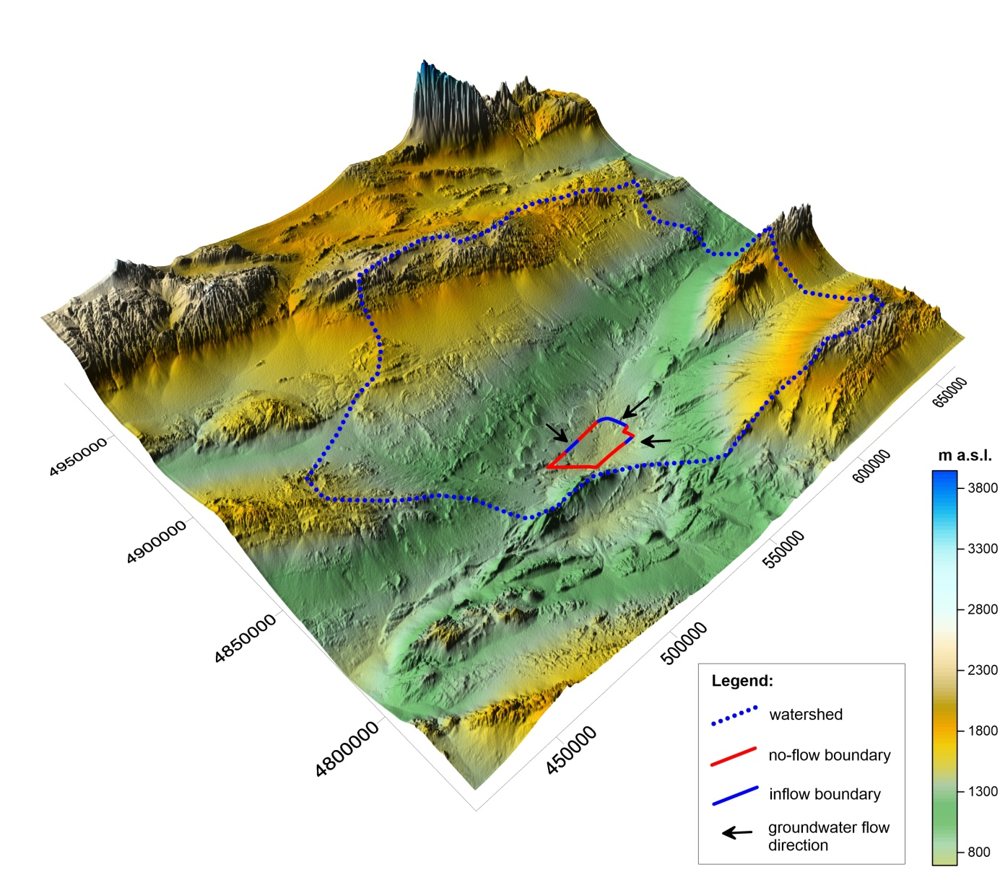 4950000
4900000
4850000
4800000
450000
500000
550000
600000
650000
m a.s.l.
3800
3300
2800
2300
1800
1300
800
Legend:
watershed
no-flow boundary
inflow boundary
groundwater flow
direction